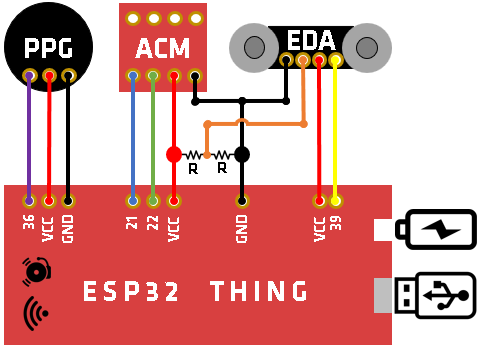 PPG
ACM
EDA
R R
36 VCC GND 21 22 VCC GND VCC 39
ESP32 THING